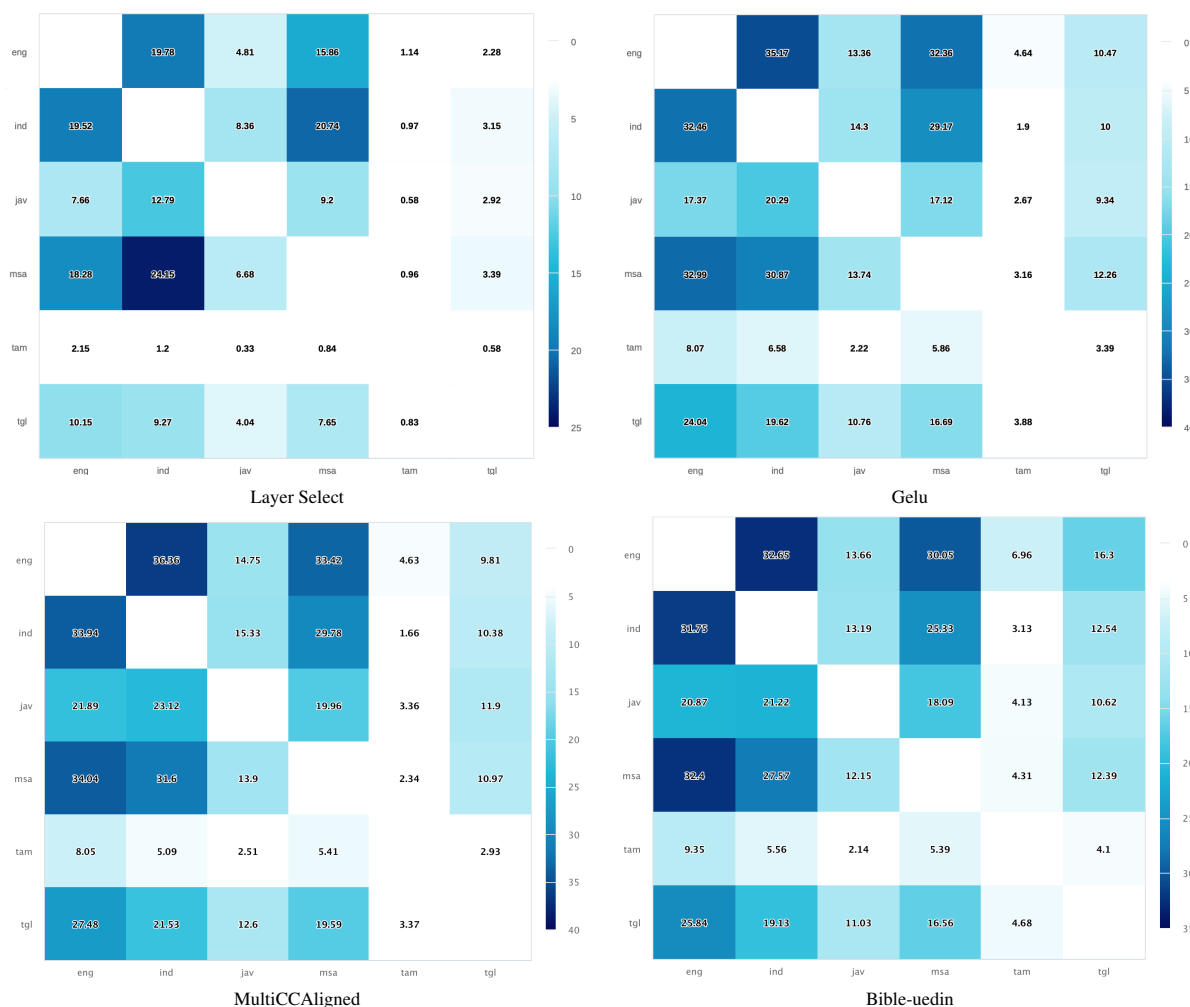 eng 19.78 4.81 15.86 1.14 2.28
ind 19.52 8.36 20.74 0.97 3.15
jav 7.66 12.79 9.2 0.58 2.92
msa 18.28 24.15 6.68 0.96 3.39
tam 2.15 1.2 0.33 0.84 0.58
tgl 10.15 9.27 4.04 7.65 0.83
eng ind jav msa tam tgl
0
5
10
15
20
25
Layer Select
eng 35.17 13.36 32.36 4.64 10.47
ind 32.46 14.3 29.17 1.9 10
jav 17.37 20.29 17.12 2.67 9.34
msa 32.99 30.87 13.74 3.16 12.26
tam 8.07 6.58 2.22 5.86 3.39
tgl 24.04 19.62 10.76 16.69 3.88
eng ind jav msa tam tgl
0
5
Gelu
eng 36.36 14.75 33.42 4.63 9.81
ind 33.94 15.33 29.78 1.66 10.38
jav 21.89 23.12 19.96 3.36 11.9
msa 34.04 31.6 13.9 2.34 10.97
tam 8.05 5.09 2.51 5.41 2.93
tgl 27.48 21.53 12.6 19.59 3.37
eng ind jav msa tam tgl
0
5
10
15
20
25
30
35
40
MultiCCAligned
eng 32.65 13.66 30.05 6.96 16.3
ind 31.75 13.19 25.33 3.13 12.54
jav 20.87 21.22 18.09 4.13 10.62
msa 32.4 27.57 12.15 4.31 12.39
tam 9.35 5.56 2.14 5.39 4.1
tgl 25.84 19.13 11.03 16.56 4.68
eng ind jav msa tam tgl
0
5
Bible-uedin